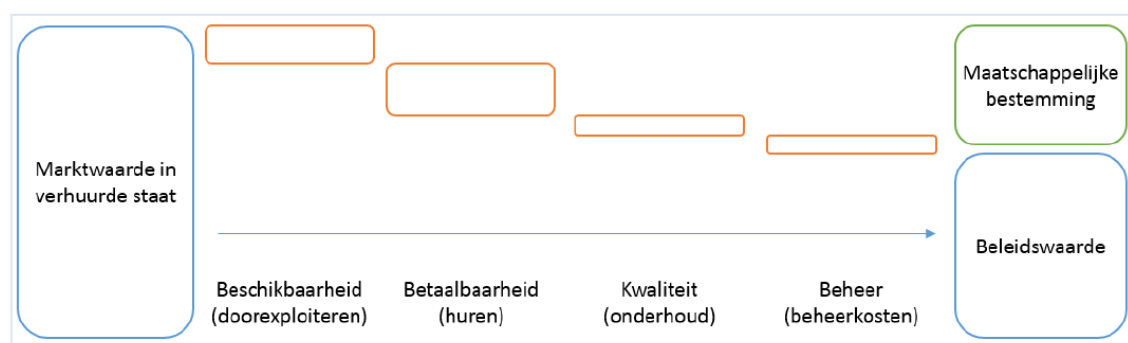 Marktwaarde in
verhuurde staat
Beschikbaarheid
(doorexploiteren)
Betaalbaarheid
(huren)
Kwaliteit
(onderhoud)
Beheer
(beheerkosten)
Maatschappelijke
bestemming
Beleidswaarde